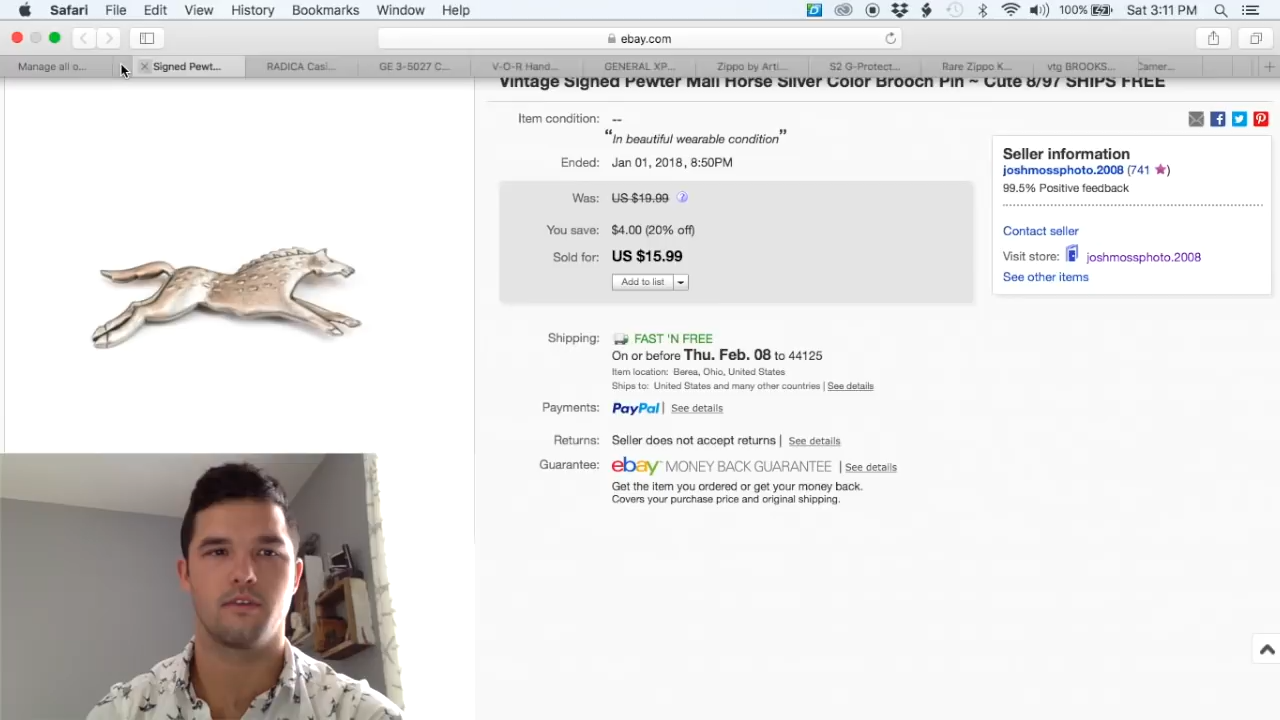 Safari File Edit View History Bookmarks Window Help 100% Sat 3:11 PM
ebay.com
Manage all o... Signed Pewt... RADICA Casi... GE 3-5027 C... V-O-R Hand... GENERAL XP... Zippo by Arti... S2 G-Protect... Rare Zippo K... vtg BROOKS...
Vintage Signed Pewter Mall Horse Silver Color Brooch Pin ~ Cute 8/97 SHIPS FREE
Item condition: --
“In beautiful wearable condition”
Ended: Jan 01, 2018 , 8:50PM
Was: US $19.99
You save: $4.00 (20% off)
Sold for: US $15.99
Add to list
Shipping: FAST 'N FREE
On or before Thu. Feb. 08 to 44125
Item location: Berea, Ohio, United States
Ships to: United States and many other countries | See details
Payments: PayPal | See details
Returns: Seller does not accept returns | See details
Guarantee: ebay MONEY BACK GUARANTEE | See details
Get the item you ordered or get your money back.
Covers your purchase price and original shipping.
Seller information
joshmossphoto.2008 (741 ★)
99.5% Positive feedback
Contact seller
Visit store: joshmossphoto.2008
See other items